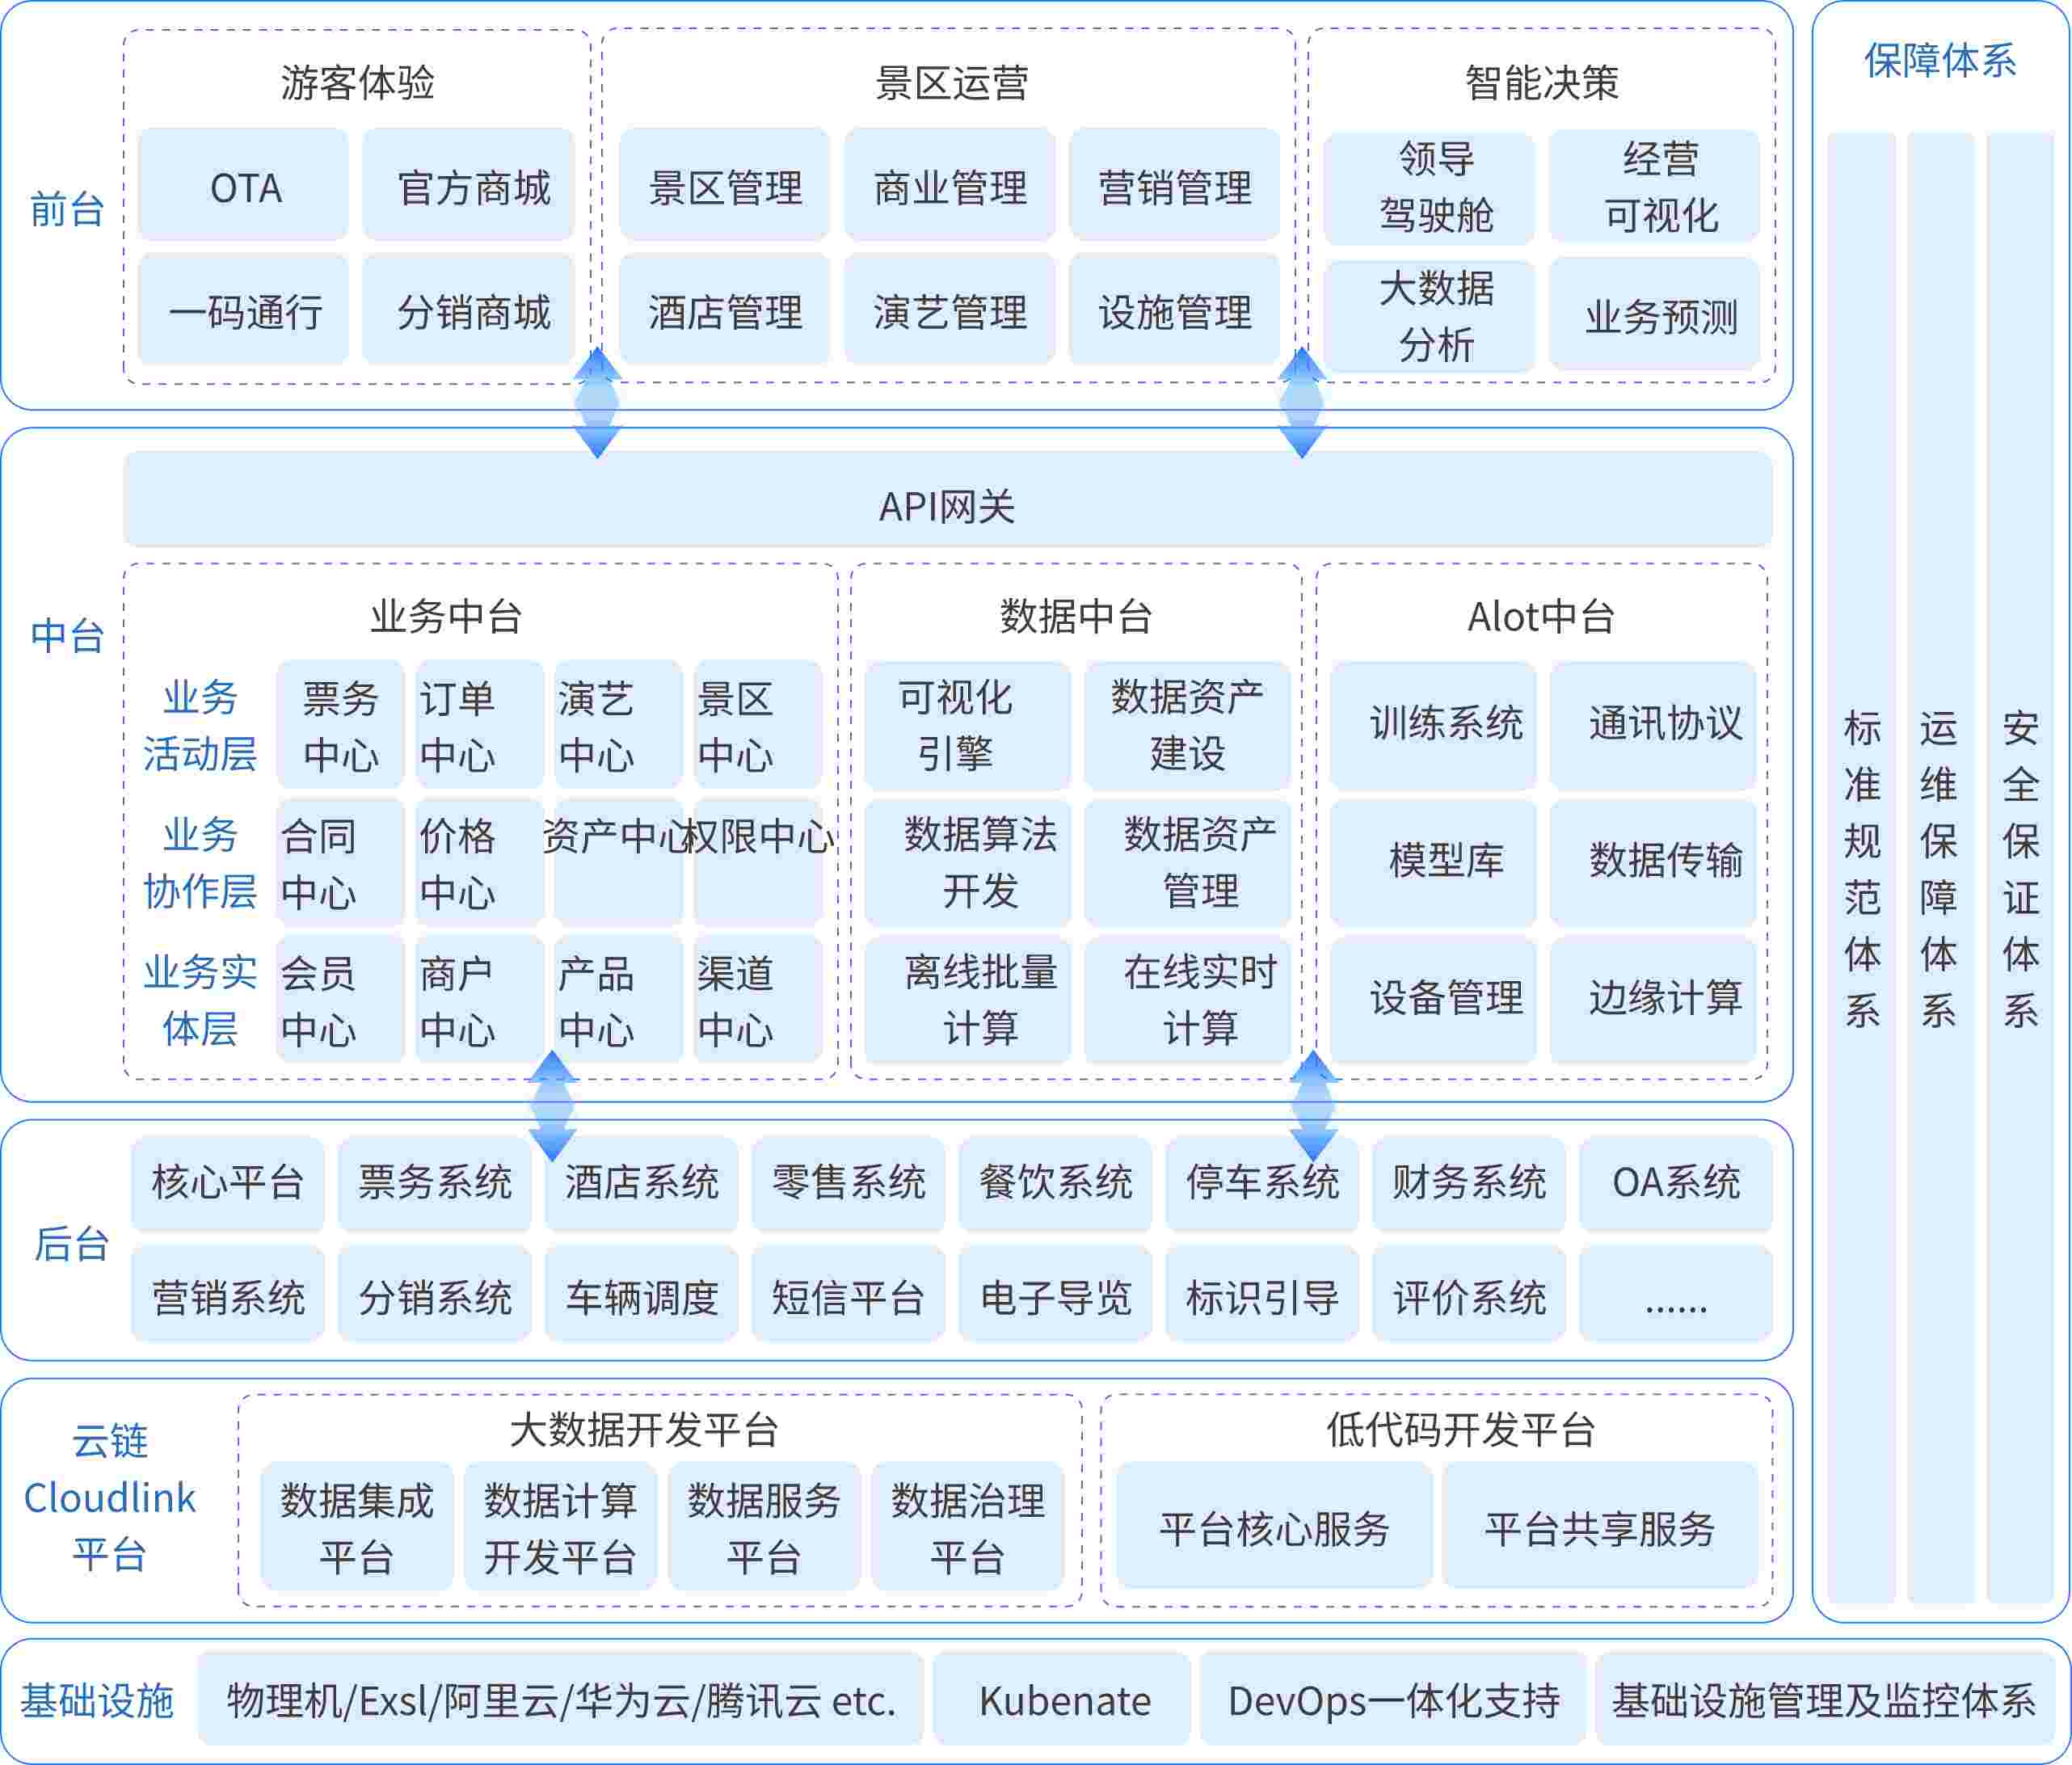 保障体系
标准规范体系
运维保障体系
安全保证体系
前台
游客体验
OTA
官方商城
一码通行
分销商城
景区运营
景区管理
商业管理
营销管理
酒店管理
演艺管理
设施管理
智能决策
领导
驾驶舱
经营
可视化
大数据
分析
业务预测
中台
API网关
业务中台
业务
活动层
票务
中心
订单
中心
演艺
中心
景区
中心
业务
协作层
合同
中心
价格
中心
资产中心
权限中心
业务实
体层
会员
中心
商户
中心
产品
中心
渠道
中心
数据中台
可视化
引擎
数据资产
建设
数据算法
开发
数据资产
管理
离线批量
计算
在线实时
计算
Alot中台
训练系统
通讯协议
模型库
数据传输
设备管理
边缘计算
后台
核心平台
票务系统
酒店系统
零售系统
餐饮系统
停车系统
财务系统
OA系统
营销系统
分销系统
车辆调度
短信平台
电子导览
标识引导
评价系统
......
云链
Cloudlink
平台
大数据开发平台
数据集成
平台
数据计算
开发平台
数据服务
平台
数据治理
平台
低代码开发平台
平台核心服务
平台共享服务
基础设施
物理机/Exsl/阿里云/华为云/腾讯云 etc.
Kubenate
DevOps一体化支持
基础设施管理及监控体系